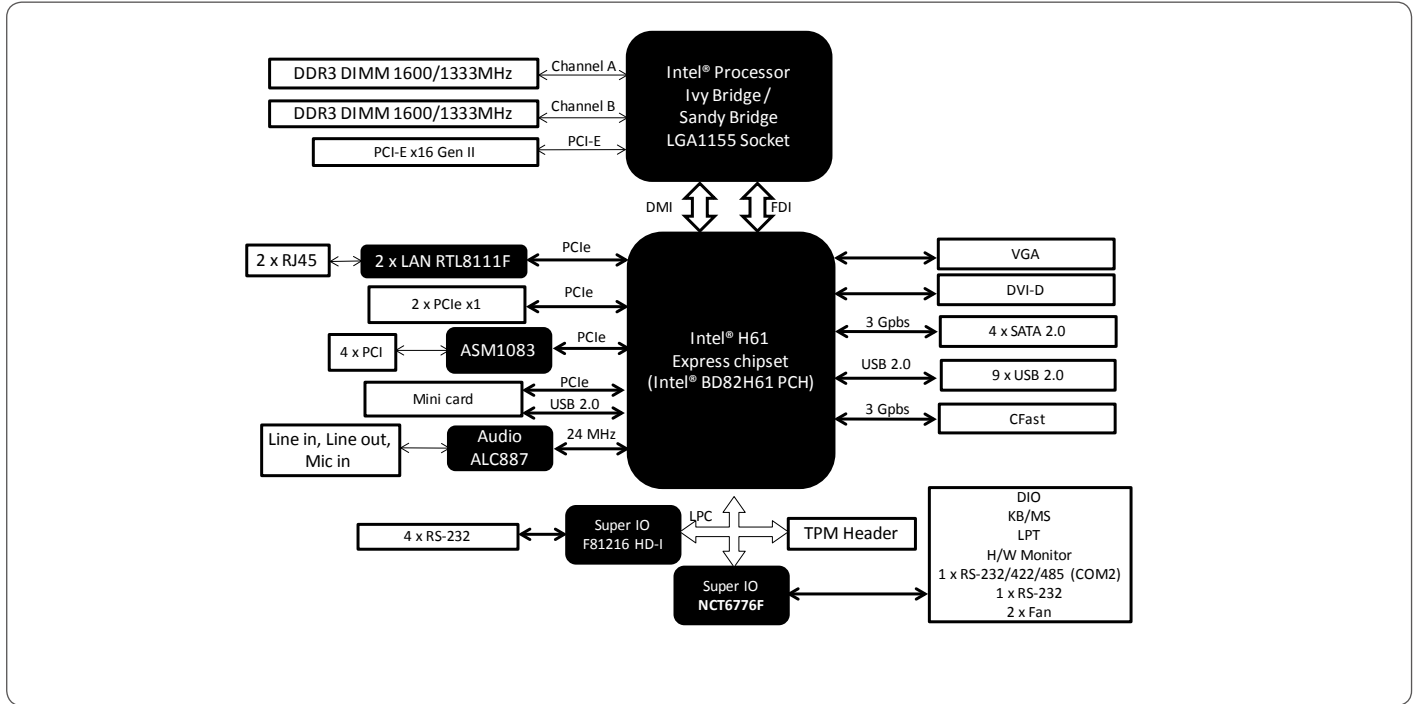 DDR3 DIMM 1600/1333MHz
Channel A
DDR3 DIMM 1600/1333MHz
Channel B
PCI-E x16 Gen II
PCI-E
Intel® Processor
Ivy Bridge /
Sandy Bridge
LGA1155 Socket
DMI
FDI
2 x RJ45
2 x LAN RTL8111F
PCIe
2 x PCIe x1
PCIe
4 x PCI
ASM1083
PCIe
Mini card
PCIe
USB 2.0
Line in, Line out,
Mic in
Audio
ALC887
24 MHz
Intel® H61
Express chipset
(Intel® BD82H61 PCH)
VGA
DVI-D
3 Gpbs
4 x SATA 2.0
USB 2.0
9 x USB 2.0
3 Gpbs
CFast
4 x RS-232
Super IO
F81216 HD-I
LPC
TPM Header
Super IO
NCT6776F
DIO
KB/MS
LPT
H/W Monitor
1 x RS-232/422/485 (COM2)
1 x RS-232
2 x Fan